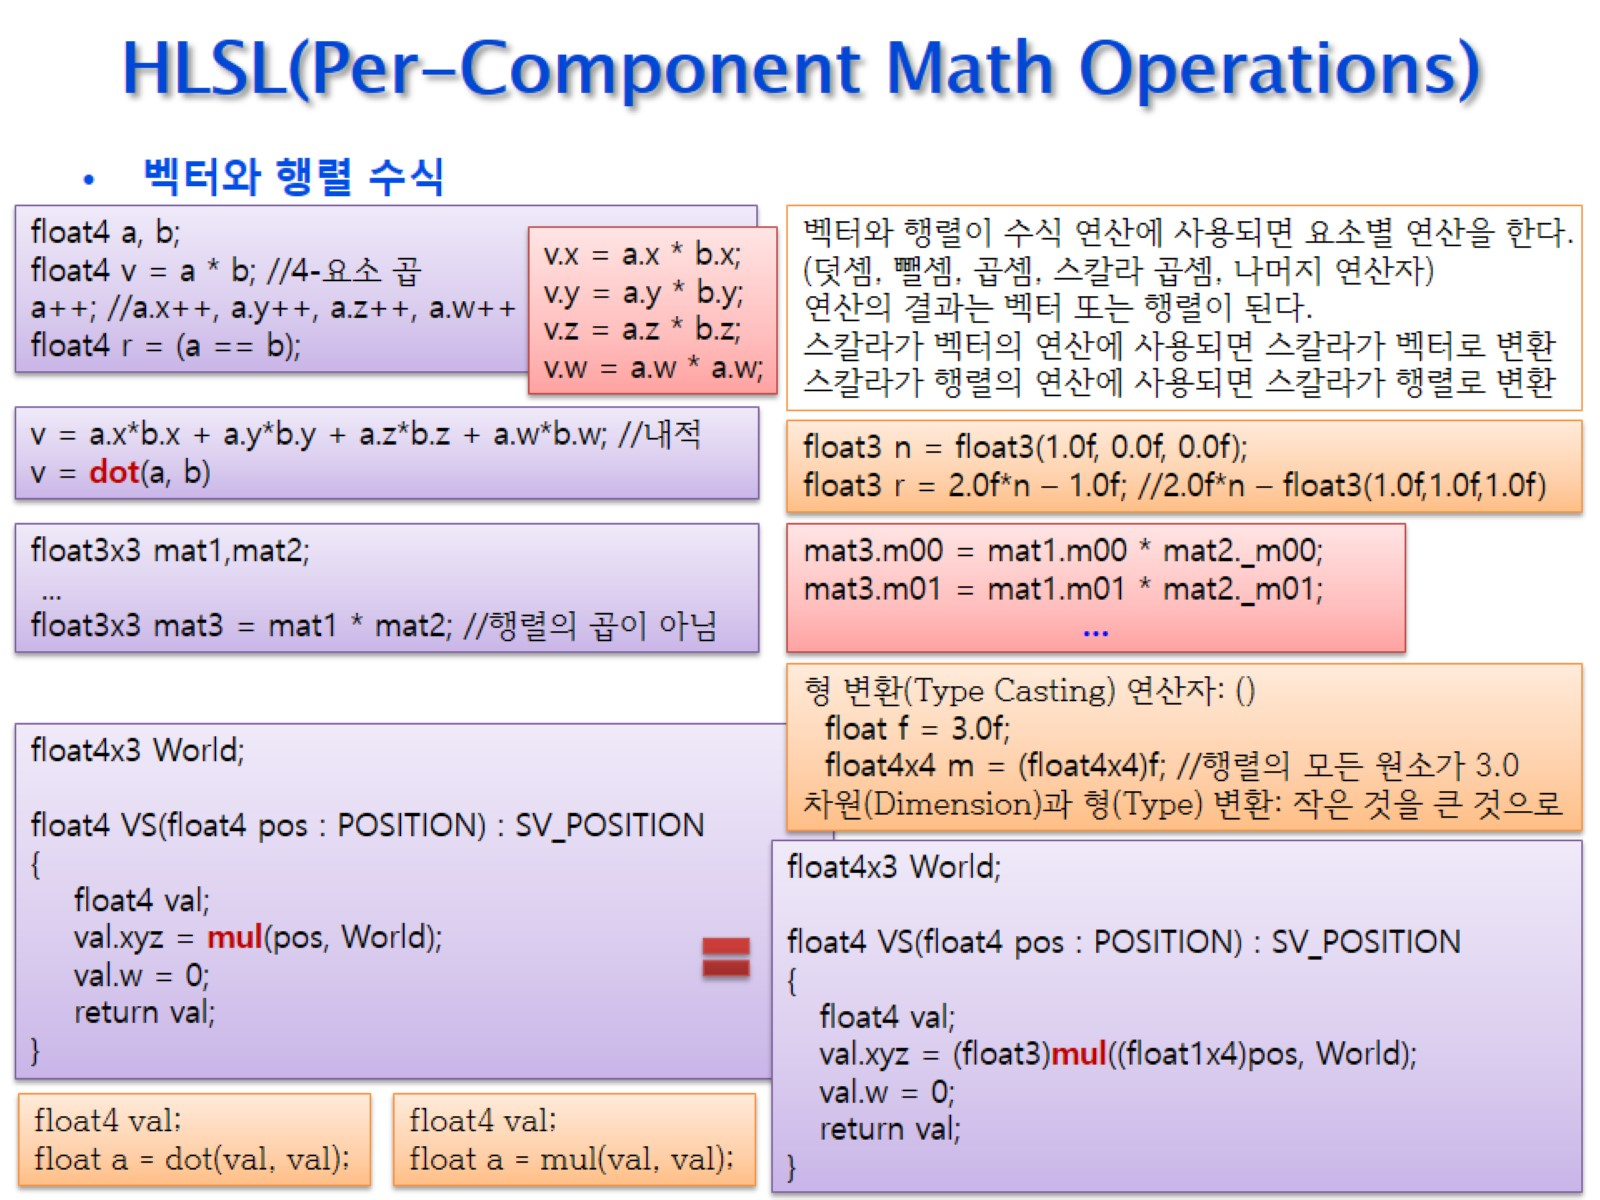 HLSL(Per-Component Math Operations)
• 벡터와 행렬 수식
float4 a, b;
float4 v = a * b; //4-요소 곱
a++; //a.x++, a.y++, a.z++, a.w++
float4 r = (a == b);
v.x = a.x * b.x;
v.y = a.y * b.y;
v.z = a.z * b.z;
v.w = a.w * a.w;
벡터와 행렬이 수식 연산에 사용되면 요소별 연산을 한다.
(덧셈, 뺄셈, 곱셈, 스칼라 곱셈, 나머지 연산자)
연산의 결과는 벡터 또는 행렬이 된다.
스칼라가 벡터의 연산에 사용되면 스칼라가 벡터로 변환
스칼라가 행렬의 연산에 사용되면 스칼라가 행렬로 변환
v = a.x*b.x + a.y*b.y + a.z*b.z + a.w*b.w; //내적
v = dot(a, b)
float3 n = float3(1.0f, 0.0f, 0.0f);
float3 r = 2.0f*n – 1.0f; //2.0f*n – float3(1.0f,1.0f,1.0f)
float3x3 mat1,mat2;
...
float3x3 mat3 = mat1 * mat2; //행렬의 곱이 아님
mat3.m00 = mat1.m00 * mat2._m00;
mat3.m01 = mat1.m01 * mat2._m01;
...
형 변환(Type Casting) 연산자: ()
float f = 3.0f;
float4x4 m = (float4x4)f; //행렬의 모든 원소가 3.0
차원(Dimension)과 형(Type) 변환: 작은 것을 큰 것으로
float4x3 World;
float4 VS(float4 pos : POSITION) : SV_POSITION
{
float4 val;
val.xyz = mul(pos, World);
val.w = 0;
return val;
}
=
float4x3 World;
float4 VS(float4 pos : POSITION) : SV_POSITION
{
float4 val;
val.xyz = (float3)mul((float1x4)pos, World);
val.w = 0;
return val;
}
float4 val;
float a = dot(val, val);
float4 val;
float a = mul(val, val);